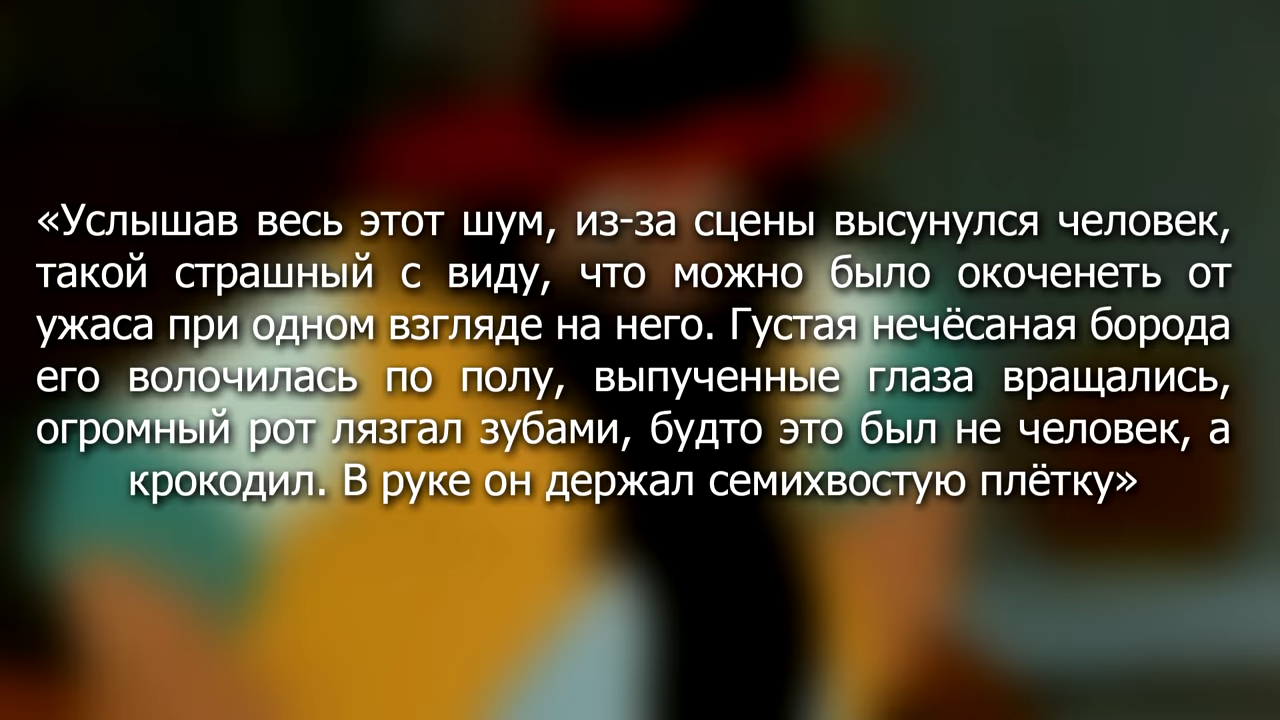 «Услышав весь этот шум, из-за сцены высунулся человек,
такой страшный с виду, что можно было окоченеть от
ужаса при одном взгляде на него. Густая нечёсаная борода
его волочилась по полу, выпученные глаза вращались,
огромный рот лязгал зубами, будто это был не человек, а
крокодил. В руке он держал семихвостую плётку»